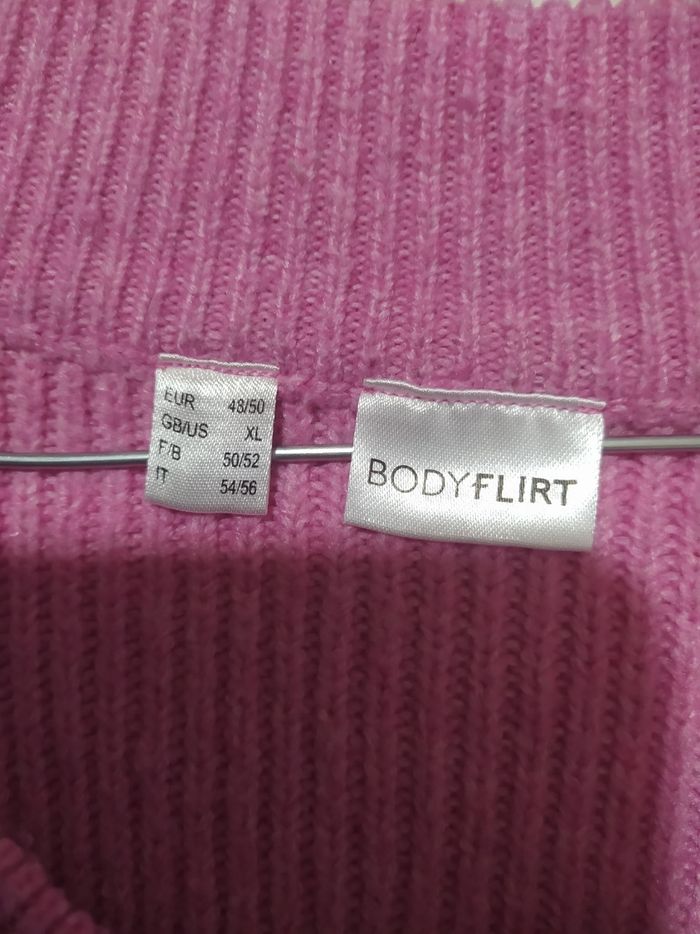 EUR 48/50
GB/US XL
F/B 50/52
IT 54/56
BODYFLIRT